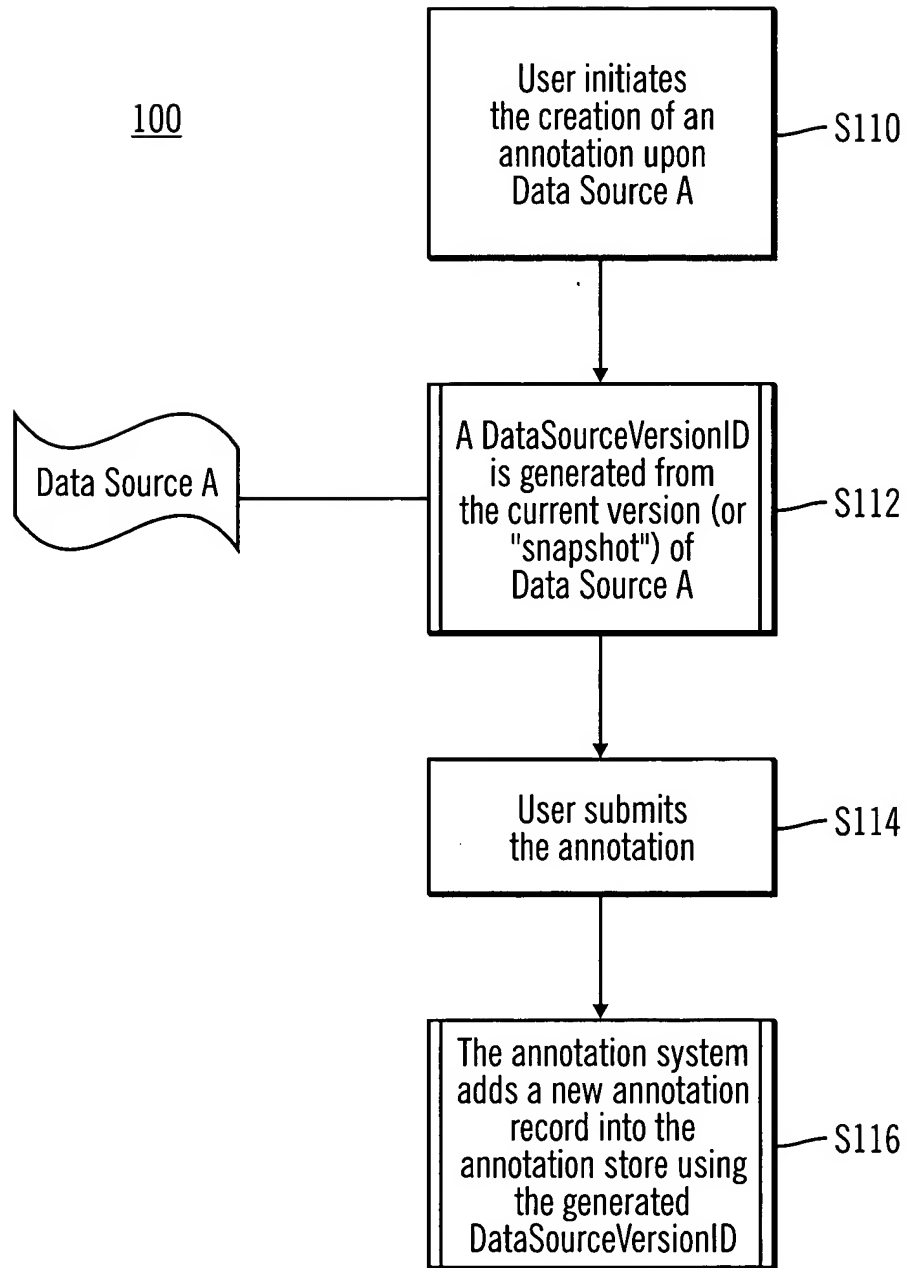 100
User initiates
the creation of an
annotation upon
Data Source A
S110
Data Source A
A DataSourceVersionID
is generated from
the current version (or
"snapshot") of
Data Source A
S112
User submits
the annotation
S114
The annotation system
adds a new annotation
record into the
annotation store using
the generated
DataSourceVersionID
S116